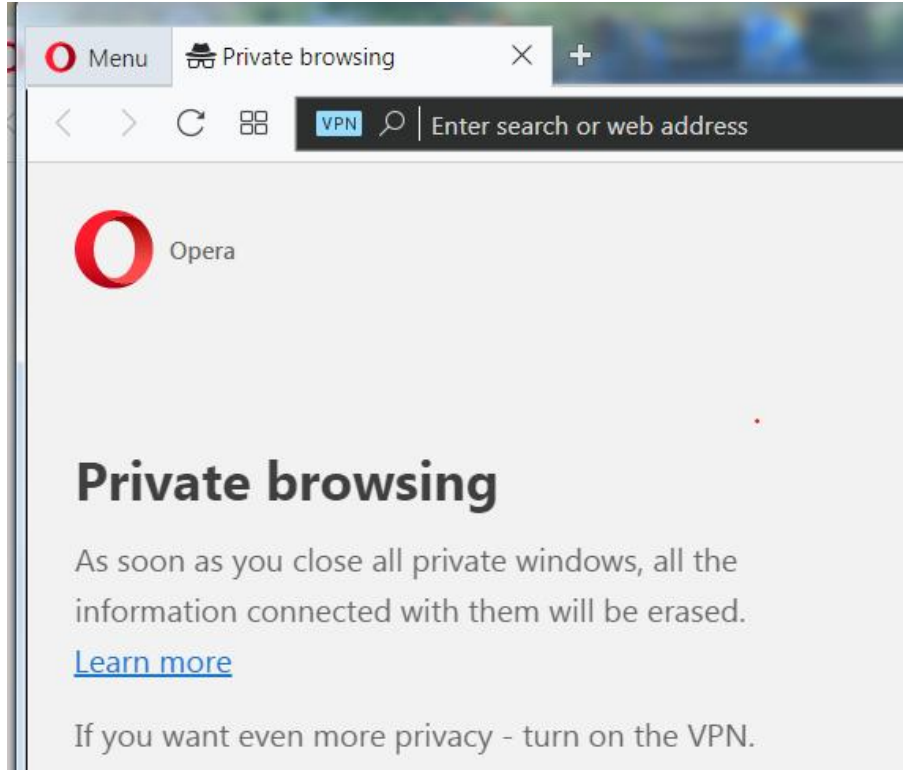 Menu Private browsing
VPN Enter search or web address
Opera
Private browsing
As soon as you close all private windows, all the
information connected with them will be erased.
Learn more
If you want even more privacy - turn on the VPN.